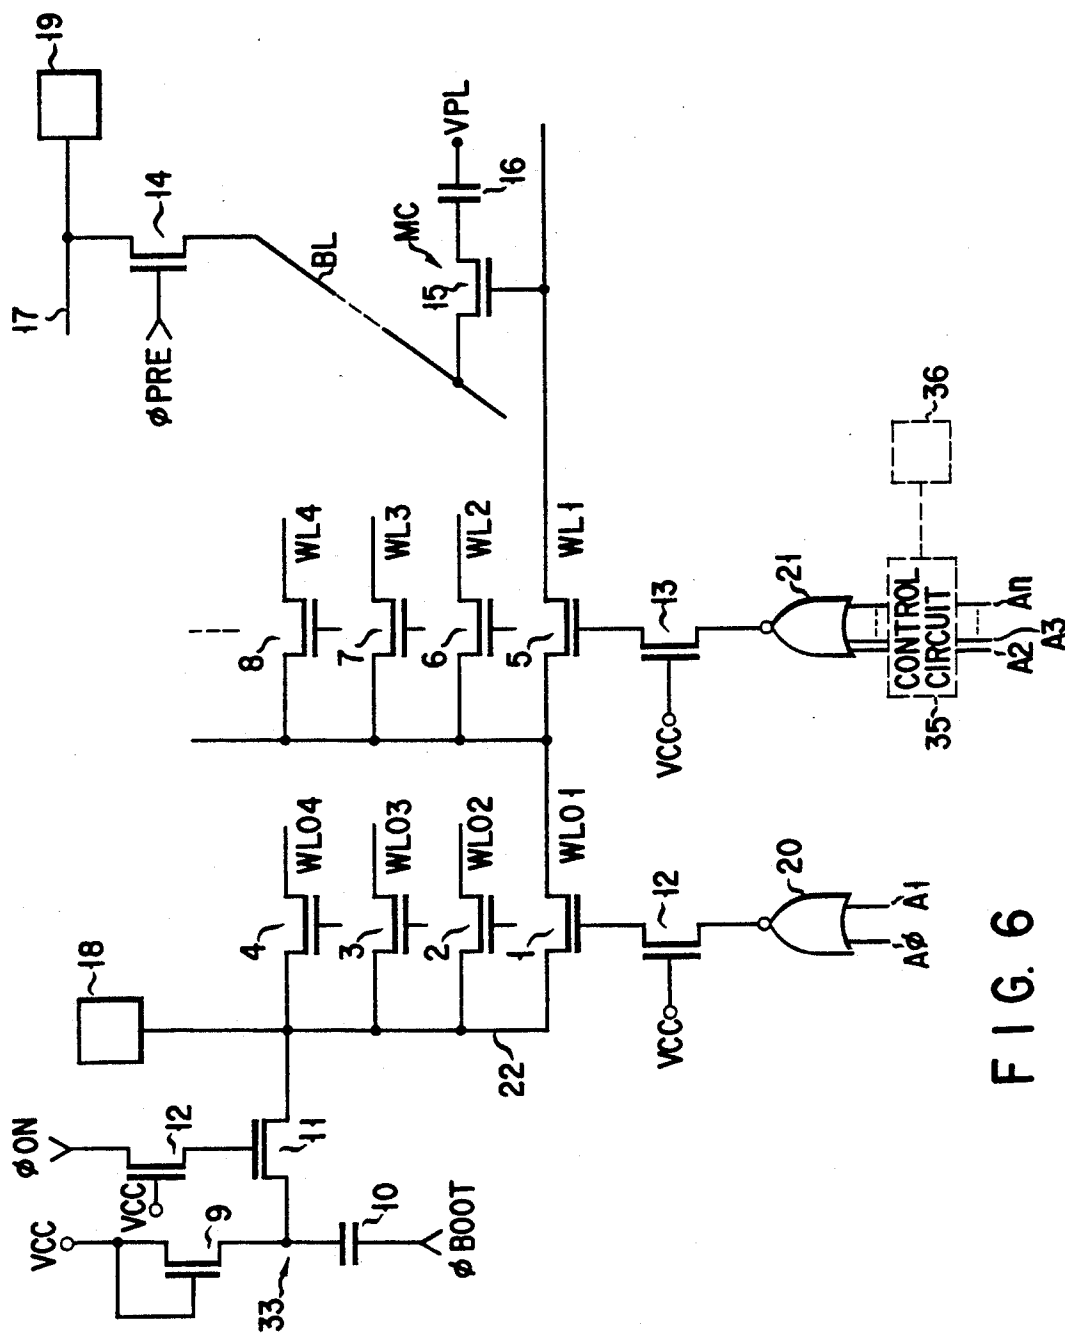 19
17
14
φPRE
BL
MC
15
16
VPL
18
φON
VCC
12
VCC
9
11
33
10
φBOOT
4
WL04
3
WL03
2
WL02
1
WL01
22
8
WL4
7
WL3
6
WL2
5
WL1
VCC
12
20
Aφ
A1
VCC
13
21
CONTROL
CIRCUIT
35
36
A2
A3
An
FIG. 6